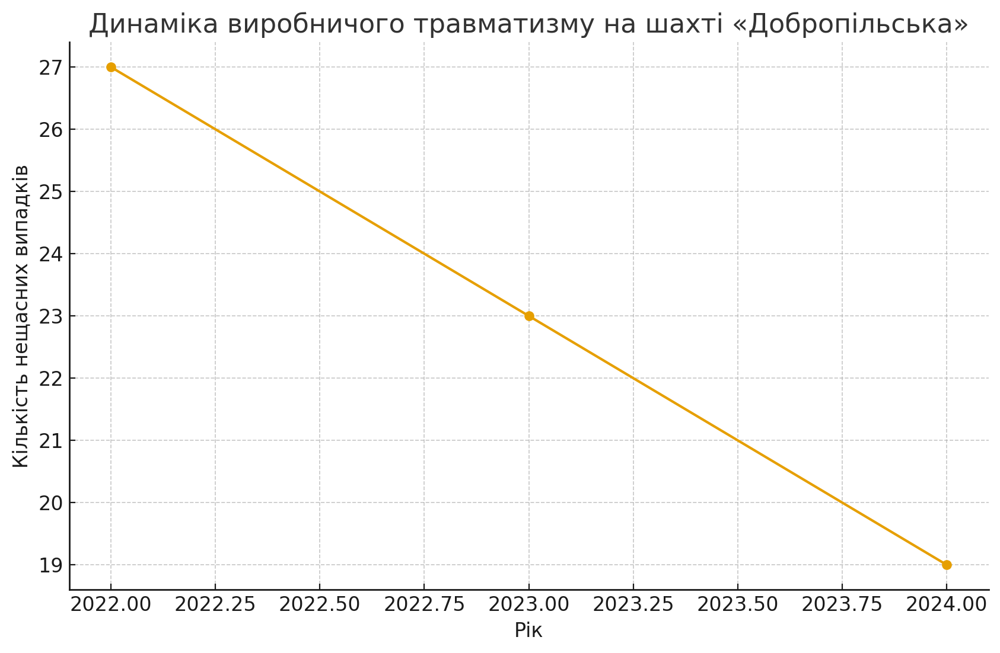 Динаміка виробничого травматизму на шахті «Добропільська»
Кількість нещасних випадків
27
26
25
24
23
22
21
20
19
2022.00 2022.25 2022.50 2022.75 2023.00 2023.25 2023.50 2023.75 2024.00
Рік